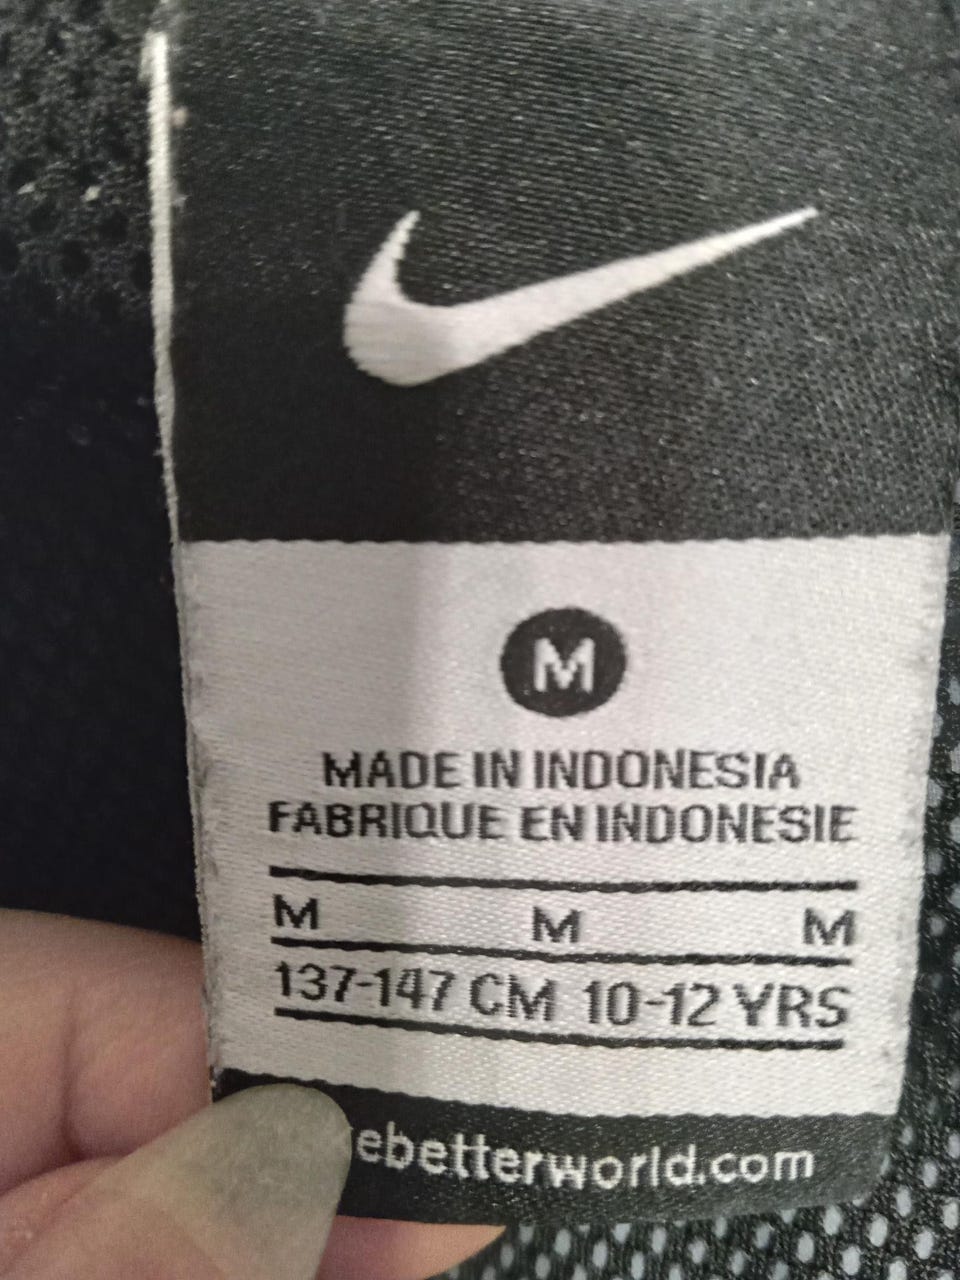 M
MADE IN INDONESIA
FABRIQUE EN INDONESIE
M M M
137-147 CM 10-12 YRS
ebetterworld.com